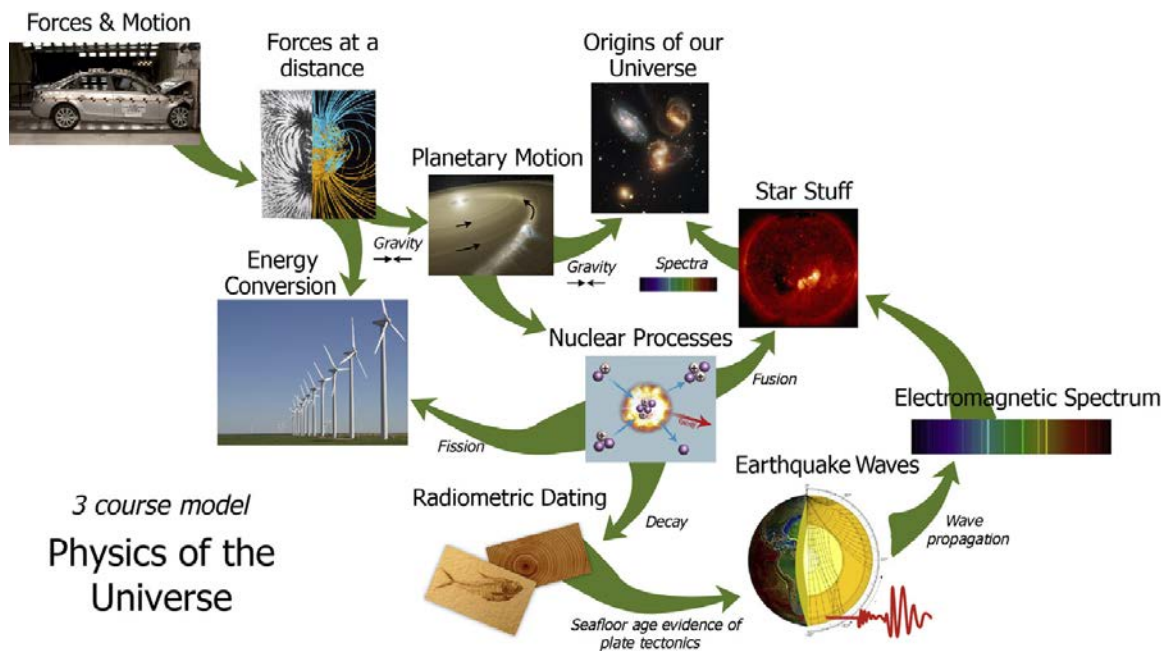 Forces & Motion
Forces at a
distance
Origins of our
Universe
Planetary Motion
Star Stuff
Gravity
Gravity
Spectra
Energy
Conversion
Nuclear Processes
Fusion
Electromagnetic Spectrum
Fission
Earthquake Waves
Radiometric Dating
Decay
Wave
propagation
3 course model
Physics of the
Universe
Seafloor age evidence of
plate tectonics